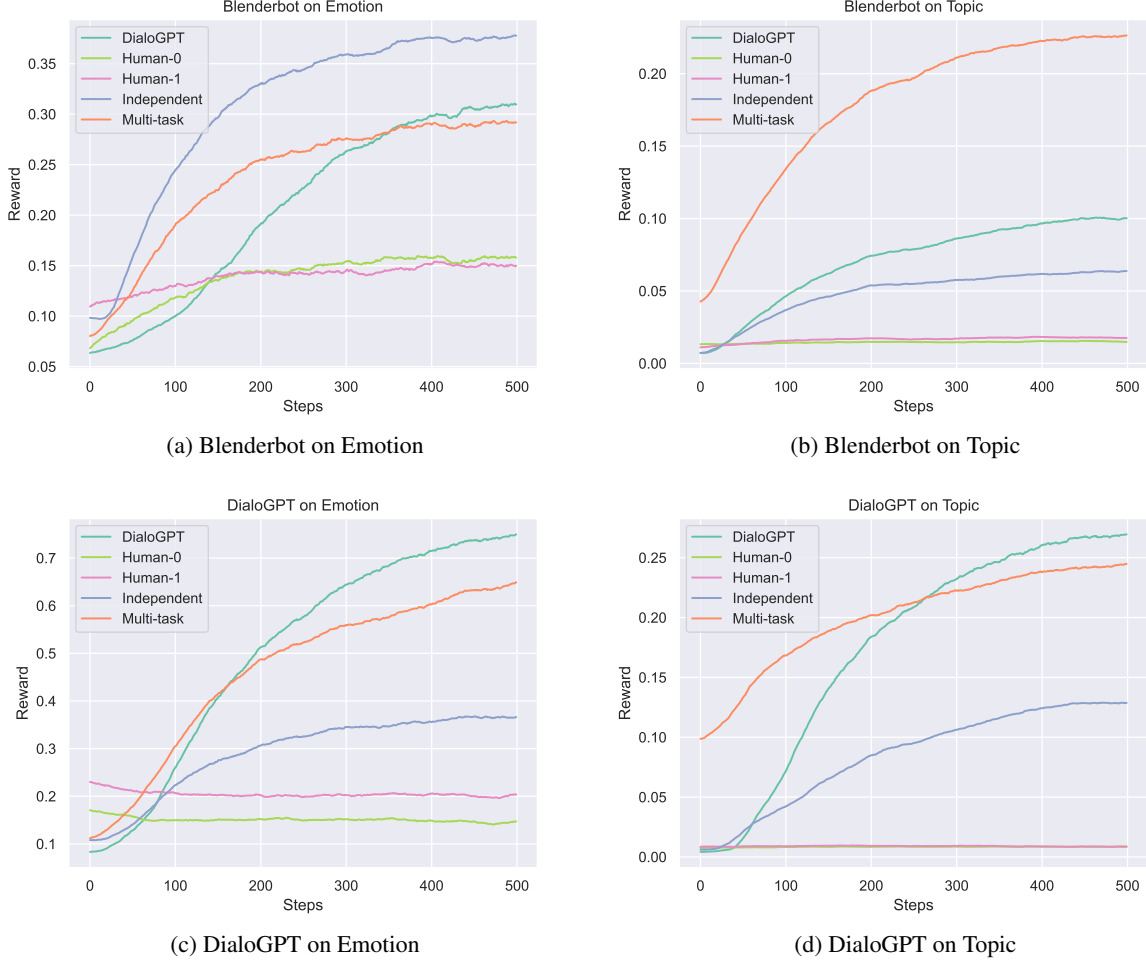 Blenderbot on Emotion
DialoGPT
Human-0
Human-1
Independent
Multi-task
Reward
0.35
0.30
0.25
0.20
0.15
0.10
0.05
0 100 200 300 400 500
Steps
(a) Blenderbot on Emotion
Blenderbot on Topic
DialoGPT
Human-0
Human-1
Independent
Multi-task
Reward
0.20
0.15
0.10
0.05
0.00
0 100 200 300 400 500
Steps
(b) Blenderbot on Topic
DialoGPT on Emotion
DialoGPT
Human-0
Human-1
Independent
Multi-task
Reward
0.7
0.6
0.5
0.4
0.3
0.2
0.1
0 100 200 300 400 500
Steps
(c) DialoGPT on Emotion
DialoGPT on Topic
DialoGPT
Human-0
Human-1
Independent
Multi-task
Reward
0.25
0.20
0.15
0.10
0.05
0.00
0 100 200 300 400 500
Steps
(d) DialoGPT on Topic